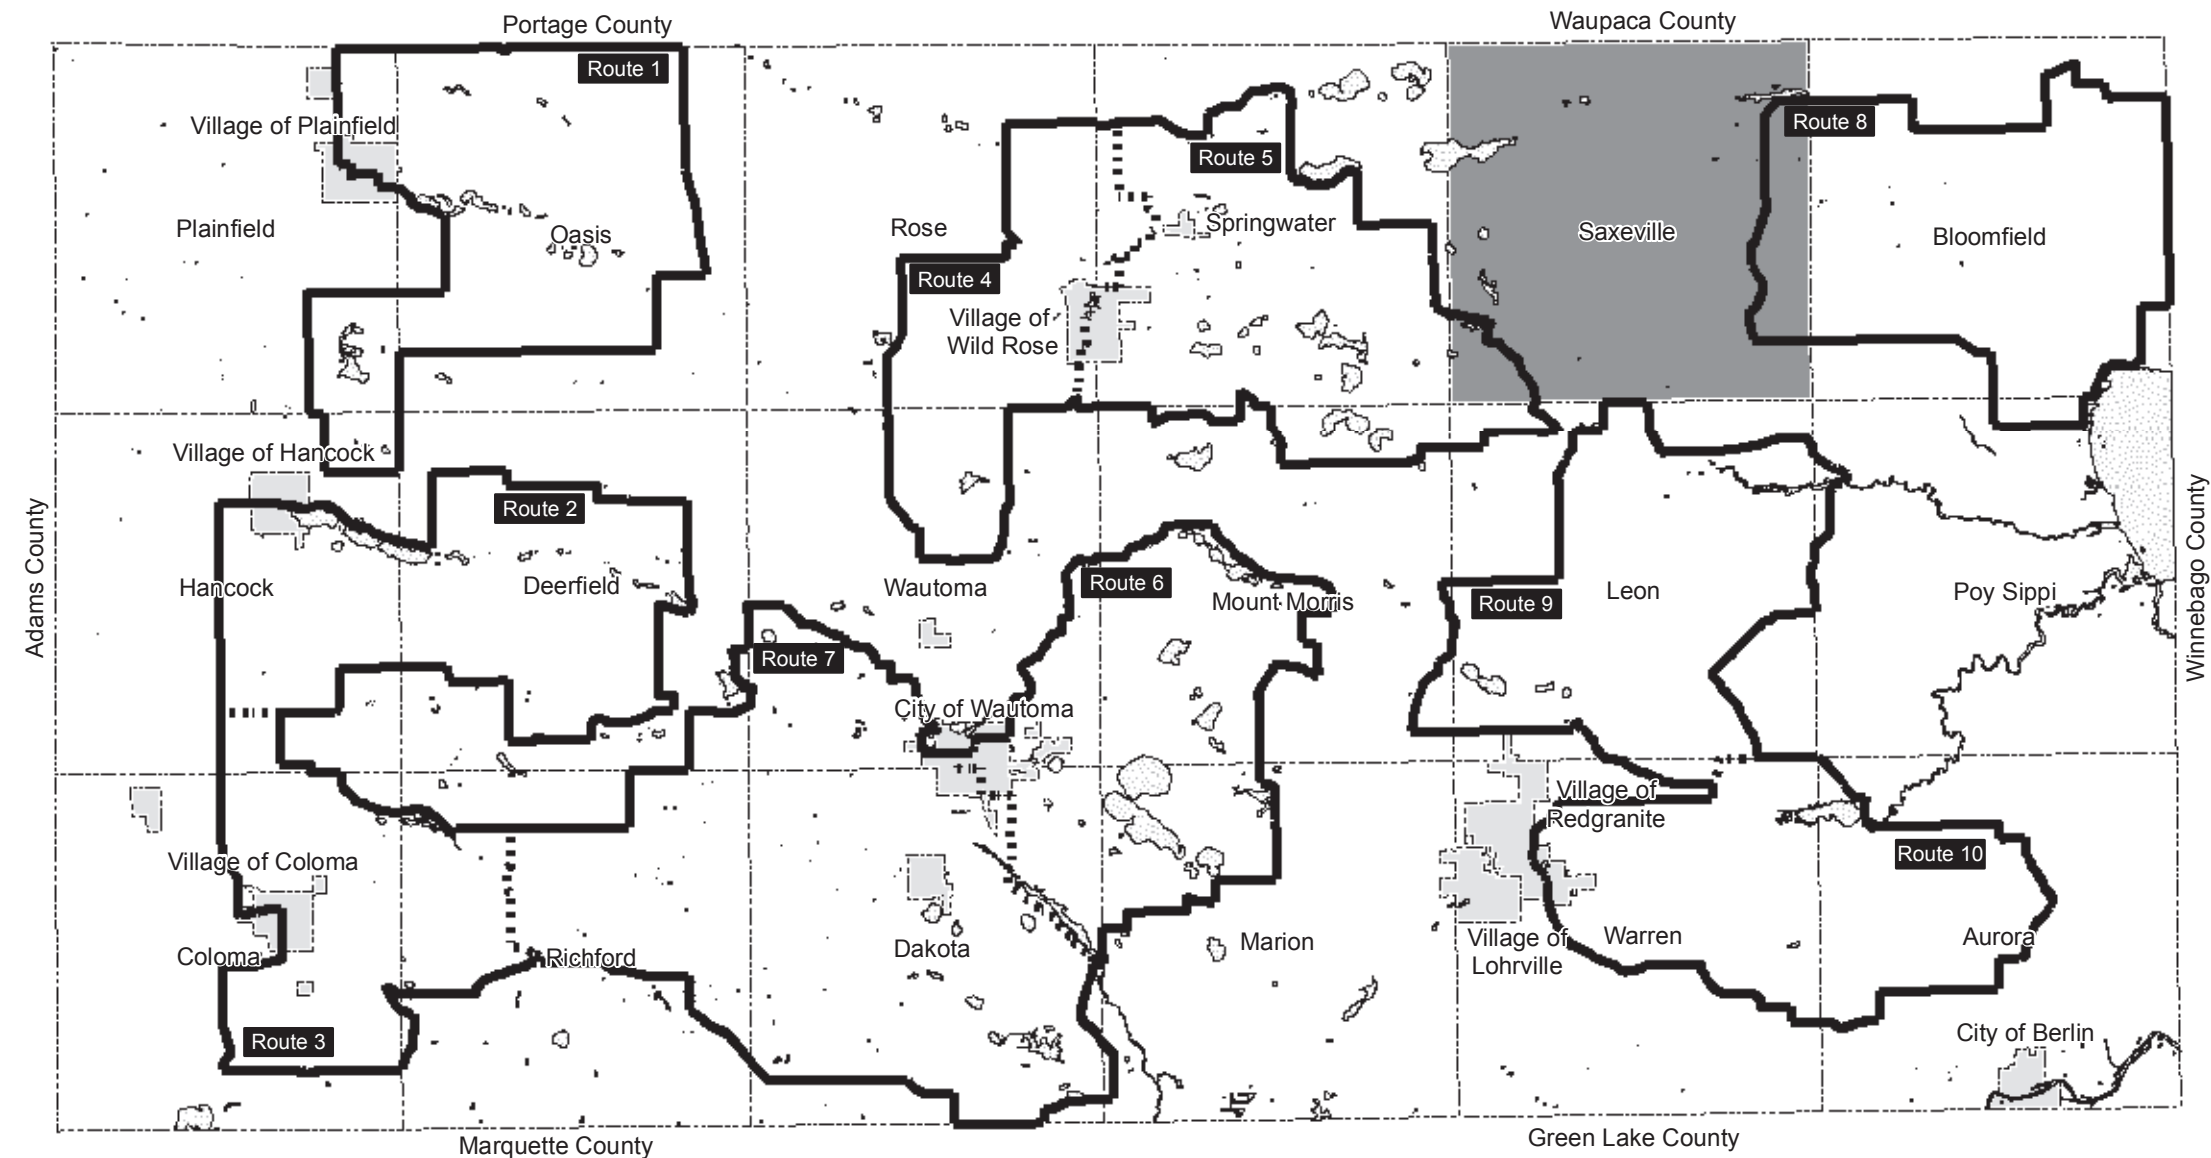 Portage County
Waupaca County
Route 1
Village of Plainfield
Route 8
Route 5
Plainfield
Oasis
Rose
Springwater
Saxeville
Bloomfield
Route 4
Village of
Wild Rose
Village of Hancock
Route 2
Adams County
Winnebago County
Hancock
Deerfield
Wautoma
Route 6
Mount Morris
Route 9
Leon
Poy Sippi
Route 7
City of Wautoma
Village of
Redgranite
Village of Coloma
Route 10
Coloma
Richford
Dakota
Marion
Village of
Lohrville
Warren
Aurora
Route 3
City of Berlin
Marquette County
Green Lake County